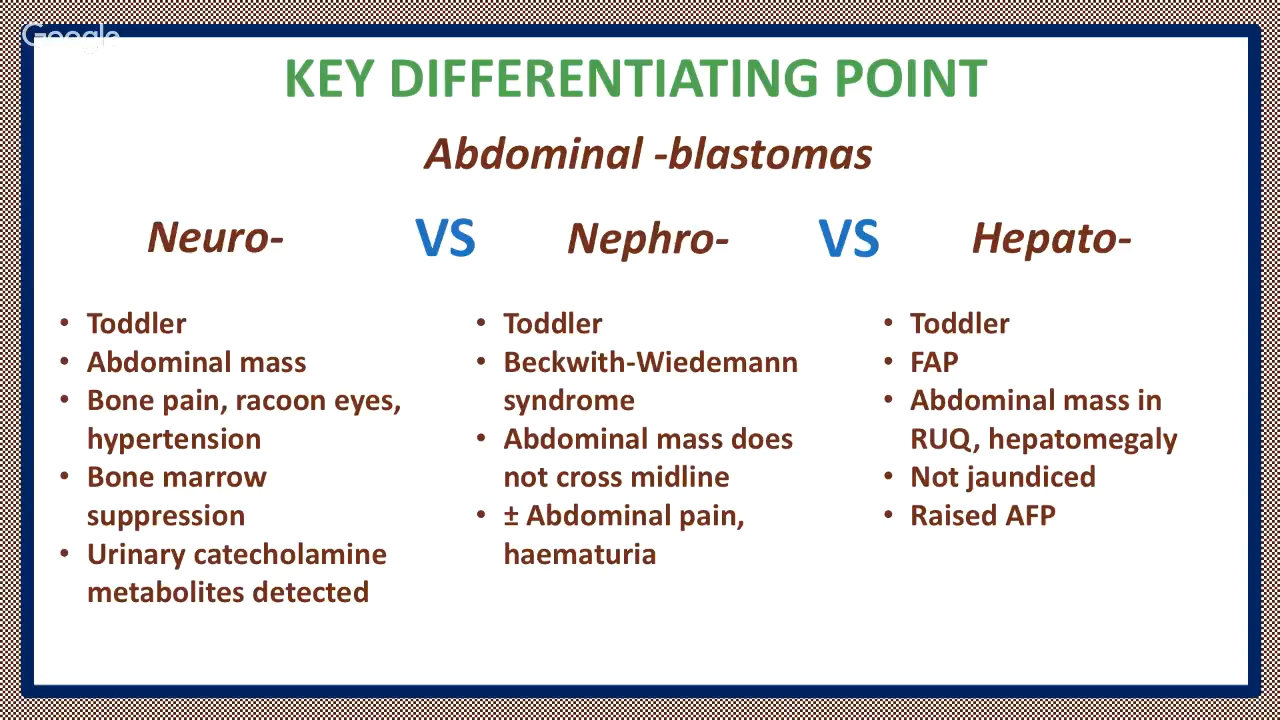 Google
KEY DIFFERENTIATING POINT
Abdominal -blastomas
Neuro- VS Nephro- VS Hepato-
• Toddler
• Abdominal mass
• Bone pain, racoon eyes,
hypertension
• Bone marrow
suppression
• Urinary catecholamine
metabolites detected
• Toddler
• Beckwith-Wiedemann
syndrome
• Abdominal mass does
not cross midline
• ± Abdominal pain,
haematuria
• Toddler
• FAP
• Abdominal mass in
RUQ, hepatomegaly
• Not jaundiced
• Raised AFP